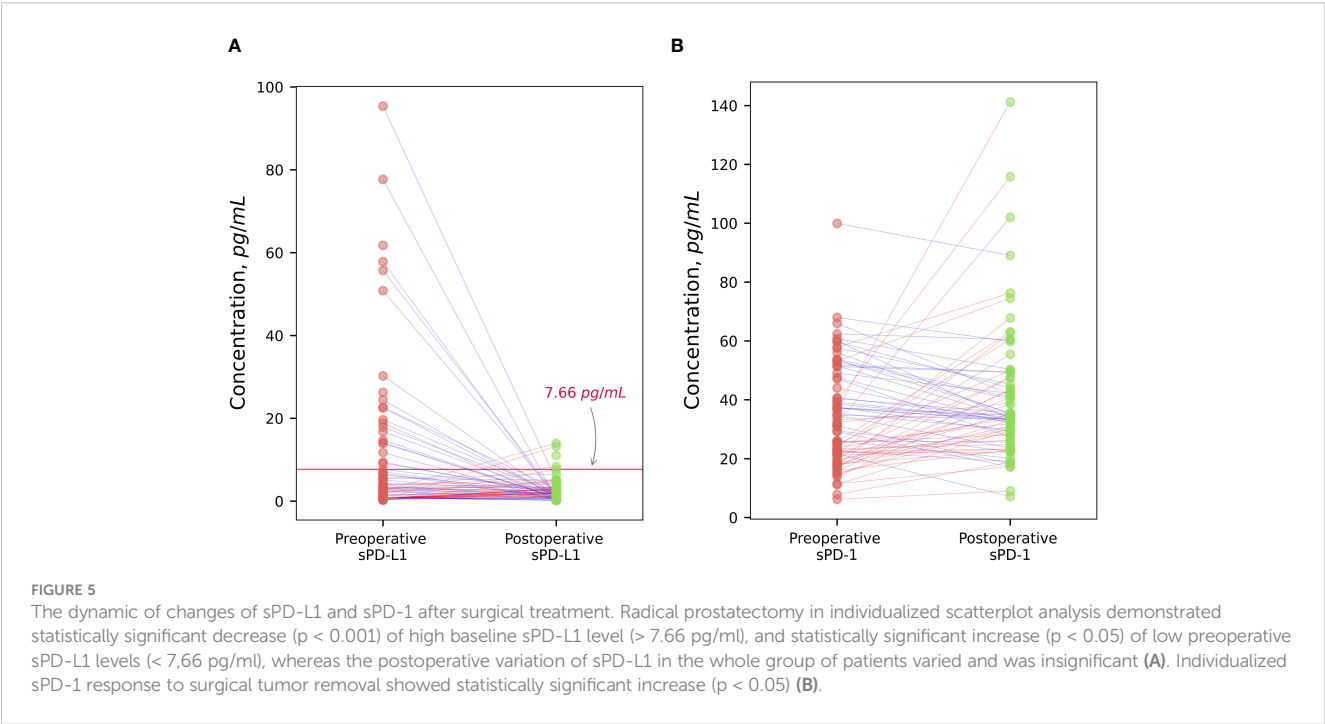 A
B
100
80
60
40
20
0
Concentration, pg/mL
7.66 pg/mL
Preoperative
sPD-L1
Postoperative
sPD-L1
140
120
100
80
60
40
20
0
Concentration, pg/mL
Preoperative
sPD-1
Postoperative
sPD-1
FIGURE 5
The dynamic of changes of sPD-L1 and sPD-1 after surgical treatment. Radical prostatectomy in individualized scatterplot analysis demonstrated
statistically significant decrease (p < 0.001) of high baseline sPD-L1 level (> 7.66 pg/ml), and statistically significant increase (p < 0.05) of low preoperative
sPD-L1 levels (< 7,66 pg/ml), whereas the postoperative variation of sPD-L1 in the whole group of patients varied and was insignificant (A). Individualized
sPD-1 response to surgical tumor removal showed statistically significant increase (p < 0.05) (B).